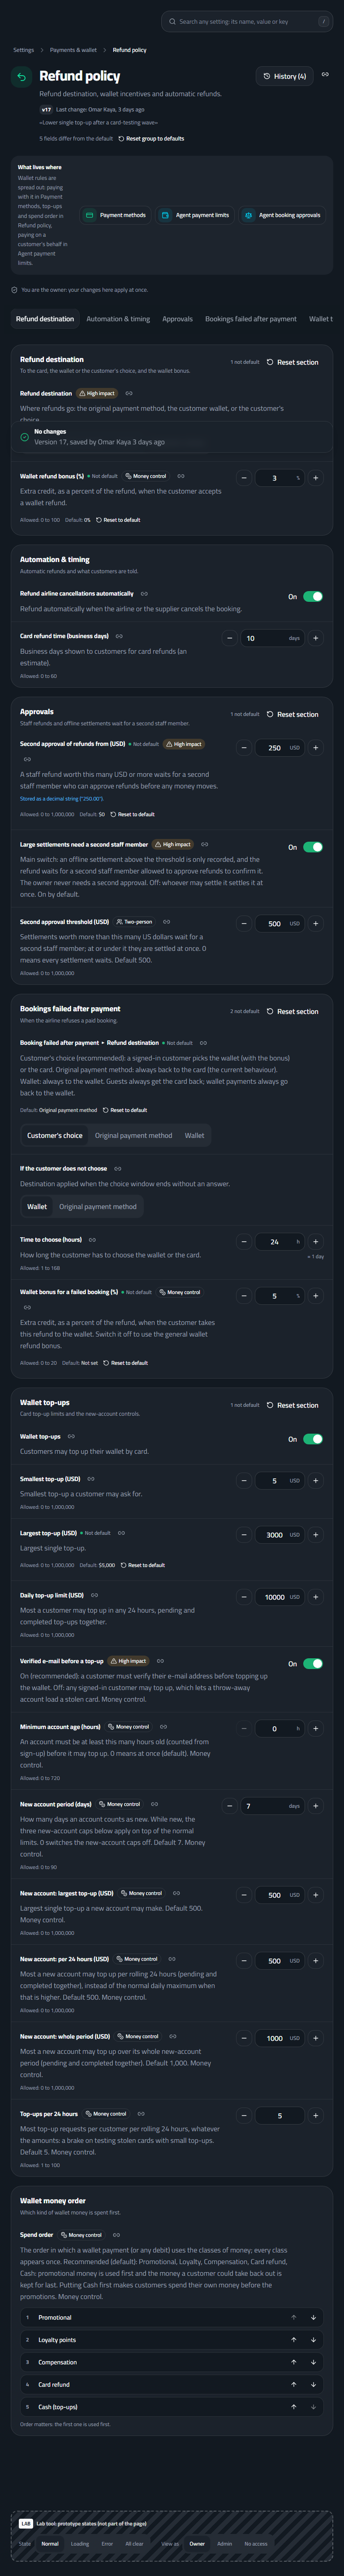 Search any setting: its name, value or key
/
Settings > Payments & wallet > Refund policy
Refund policy
History (4)
Refund destination, wallet incentives and automatic refunds.
v17 Last change: Omar Kaya, 3 days ago
«Lower single top-up after a card-testing wave»
5 fields differ from the default Reset group to defaults
What lives where
Wallet rules are
spread out: paying
with it in Payment
methods, top-ups
and spend order in
Refund policy,
paying on a
customer's behalf in
Agent payment
limits.
Payment methods
Agent payment limits
Agent booking approvals
You are the owner: your changes here apply at once.
Refund destination
Automation & timing
Approvals
Bookings failed after payment
Wallet t
Refund destination
To the card, the wallet or the customer's choice, and the wallet bonus.
1 not default Reset section
Refund destination High impact
Where refunds go: the original payment method, the customer wallet, or the customer's
choice.
No changes
Version 17, saved by Omar Kaya 3 days ago
Wallet refund bonus (%) Not default Money control
3 %
Extra credit, as a percent of the refund, when the customer accepts
a wallet refund.
Allowed: 0 to 100 Default: 0% Reset to default
Automation & timing
Automatic refunds and what customers are told.
Refund airline cancellations automatically
On
Refund automatically when the airline or the supplier cancels the booking.
Card refund time (business days)
10 days
Business days shown to customers for card refunds (an
estimate).
Allowed: 0 to 60
Approvals
Staff refunds and offline settlements wait for a second staff member.
1 not default Reset section
Second approval of refunds from (USD) Not default High impact
250 USD
A staff refund worth this many USD or more waits for a second
staff member who can approve refunds before any money moves.
Stored as a decimal string ("250.00").
Allowed: 0 to 1,000,000 Default: $0 Reset to default
Large settlements need a second staff member High impact
On
Main switch: an offline settlement above the threshold is only recorded, and the
refund waits for a second staff member allowed to approve refunds to confirm it.
The owner never needs a second approval. Off: whoever may settle it settles it at
once. On by default.
Second approval threshold (USD) Two-person
500 USD
Settlements worth more than this many US dollars wait for a
second staff member; at or under it they are settled at once. 0
means every settlement waits. Default 500.
Allowed: 0 to 1,000,000
Bookings failed after payment
When the airline refuses a paid booking.
2 not default Reset section
Booking failed after payment • Refund destination Not default
Customer's choice (recommended): a signed-in customer picks the wallet (with the bonus)
or the card. Original payment method: always back to the card (the current behaviour).
Wallet: always to the wallet. Guests always get the card back; wallet payments always go
back to the wallet.
Default: Original payment method Reset to default
Customer's choice Original payment method Wallet
If the customer does not choose
Destination applied when the choice window ends without an answer.
Wallet Original payment method
Time to choose (hours)
24 h
= 1 day
How long the customer has to choose the wallet or the card.
Allowed: 1 to 168
Wallet bonus for a failed booking (%) Not default Money control
5 %
Extra credit, as a percent of the refund, when the customer takes
this refund to the wallet. Switch it off to use the general wallet
refund bonus.
Allowed: 0 to 20 Default: Not set Reset to default
Wallet top-ups
Card top-up limits and the new-account controls.
1 not default Reset section
Wallet top-ups
On
Customers may top up their wallet by card.
Smallest top-up (USD)
5 USD
Smallest top-up a customer may ask for.
Allowed: 0 to 1,000,000
Largest top-up (USD) Not default
3000 USD
Largest single top-up.
Allowed: 0 to 1,000,000 Default: $5,000 Reset to default
Daily top-up limit (USD)
10000 USD
Most a customer may top up in any 24 hours, pending and
completed top-ups together.
Allowed: 0 to 1,000,000
Verified e-mail before a top-up High impact
On
On (recommended): a customer must verify their e-mail address before topping up
the wallet. Off: any signed-in customer may top up, which lets a throw-away
account load a stolen card. Money control.
Minimum account age (hours) Money control
0 h
An account must be at least this many hours old (counted from
sign-up) before it may top up. 0 means at once (default). Money
control.
Allowed: 0 to 720
New account period (days) Money control
7 days
How many days an account counts as new. While new, the
three new-account caps below apply on top of the normal
limits. 0 switches the new-account caps off. Default 7. Money
control.
Allowed: 0 to 90
New account: largest top-up (USD) Money control
500 USD
Largest single top-up a new account may make. Default 500.
Money control.
Allowed: 0 to 1,000,000
New account: per 24 hours (USD) Money control
500 USD
Most a new account may top up per rolling 24 hours (pending and
completed together), instead of the normal daily maximum when
that is higher. Default 500. Money control.
Allowed: 0 to 1,000,000
New account: whole period (USD) Money control
1000 USD
Most a new account may top up over its whole new-account
period (pending and completed together). Default 1,000. Money
control.
Allowed: 0 to 1,000,000
Top-ups per 24 hours Money control
5
Most top-up requests per customer per rolling 24 hours, whatever
the amounts: a brake on testing stolen cards with small top-ups.
Default 5. Money control.
Allowed: 1 to 100
Wallet money order
Which kind of wallet money is spent first.
Spend order Money control
The order in which a wallet payment (or any debit) uses the classes of money; every class
appears once. Recommended (default): Promotional, Loyalty, Compensation, Card refund,
Cash: promotional money is used first and the money a customer could take back out is
kept for last. Putting Cash first makes customers spend their own money before the
promotions. Money control.
1 Promotional
2 Loyalty points
3 Compensation
4 Card refund
5 Cash (top-ups)
Order matters: the first one is used first.
LAB Lab tool: prototype states (not part of the page)
State Normal Loading Error All clear View as Owner Admin No access